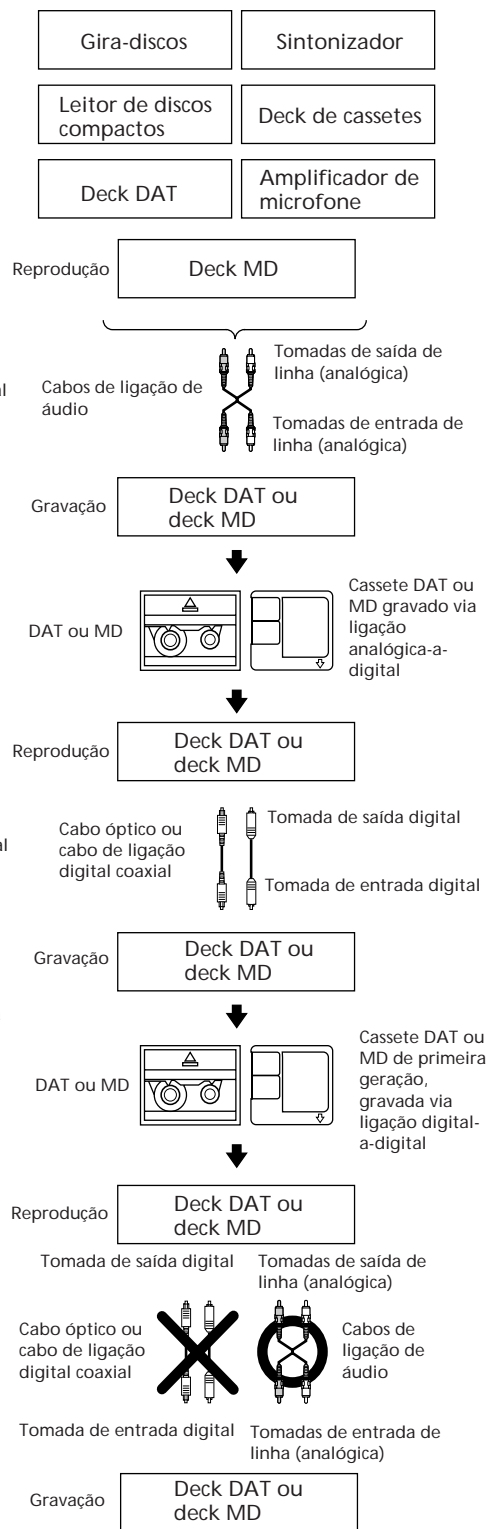 Gira-discos
Sintonizador
Leitor de discos
compactos
Deck de cassetes
Deck DAT
Amplificador de
microfone
Reprodução
Deck MD
Cabos de ligação de
áudio
Tomadas de saída de
linha (analógica)
Tomadas de entrada de
linha (analógica)
Gravação
Deck DAT ou
deck MD
DAT ou MD
Cassete DAT ou
MD gravado via
ligação
analógica-a-
digital
Reprodução
Deck DAT ou
deck MD
Cabo óptico ou
cabo de ligação
digital coaxial
Tomada de saída digital
Tomada de entrada digital
Gravação
Deck DAT ou
deck MD
DAT ou MD
Cassete DAT ou
MD de primeira
geração,
gravada via
ligação digital-
a-digital
Reprodução
Deck DAT ou
deck MD
Tomada de saída digital
Tomadas de saída de
linha (analógica)
Cabo óptico ou
cabo de ligação
digital coaxial
Cabos de
ligação de
áudio
Tomada de entrada digital
Tomadas de entrada de
linha (analógica)
Gravação
Deck DAT ou
deck MD